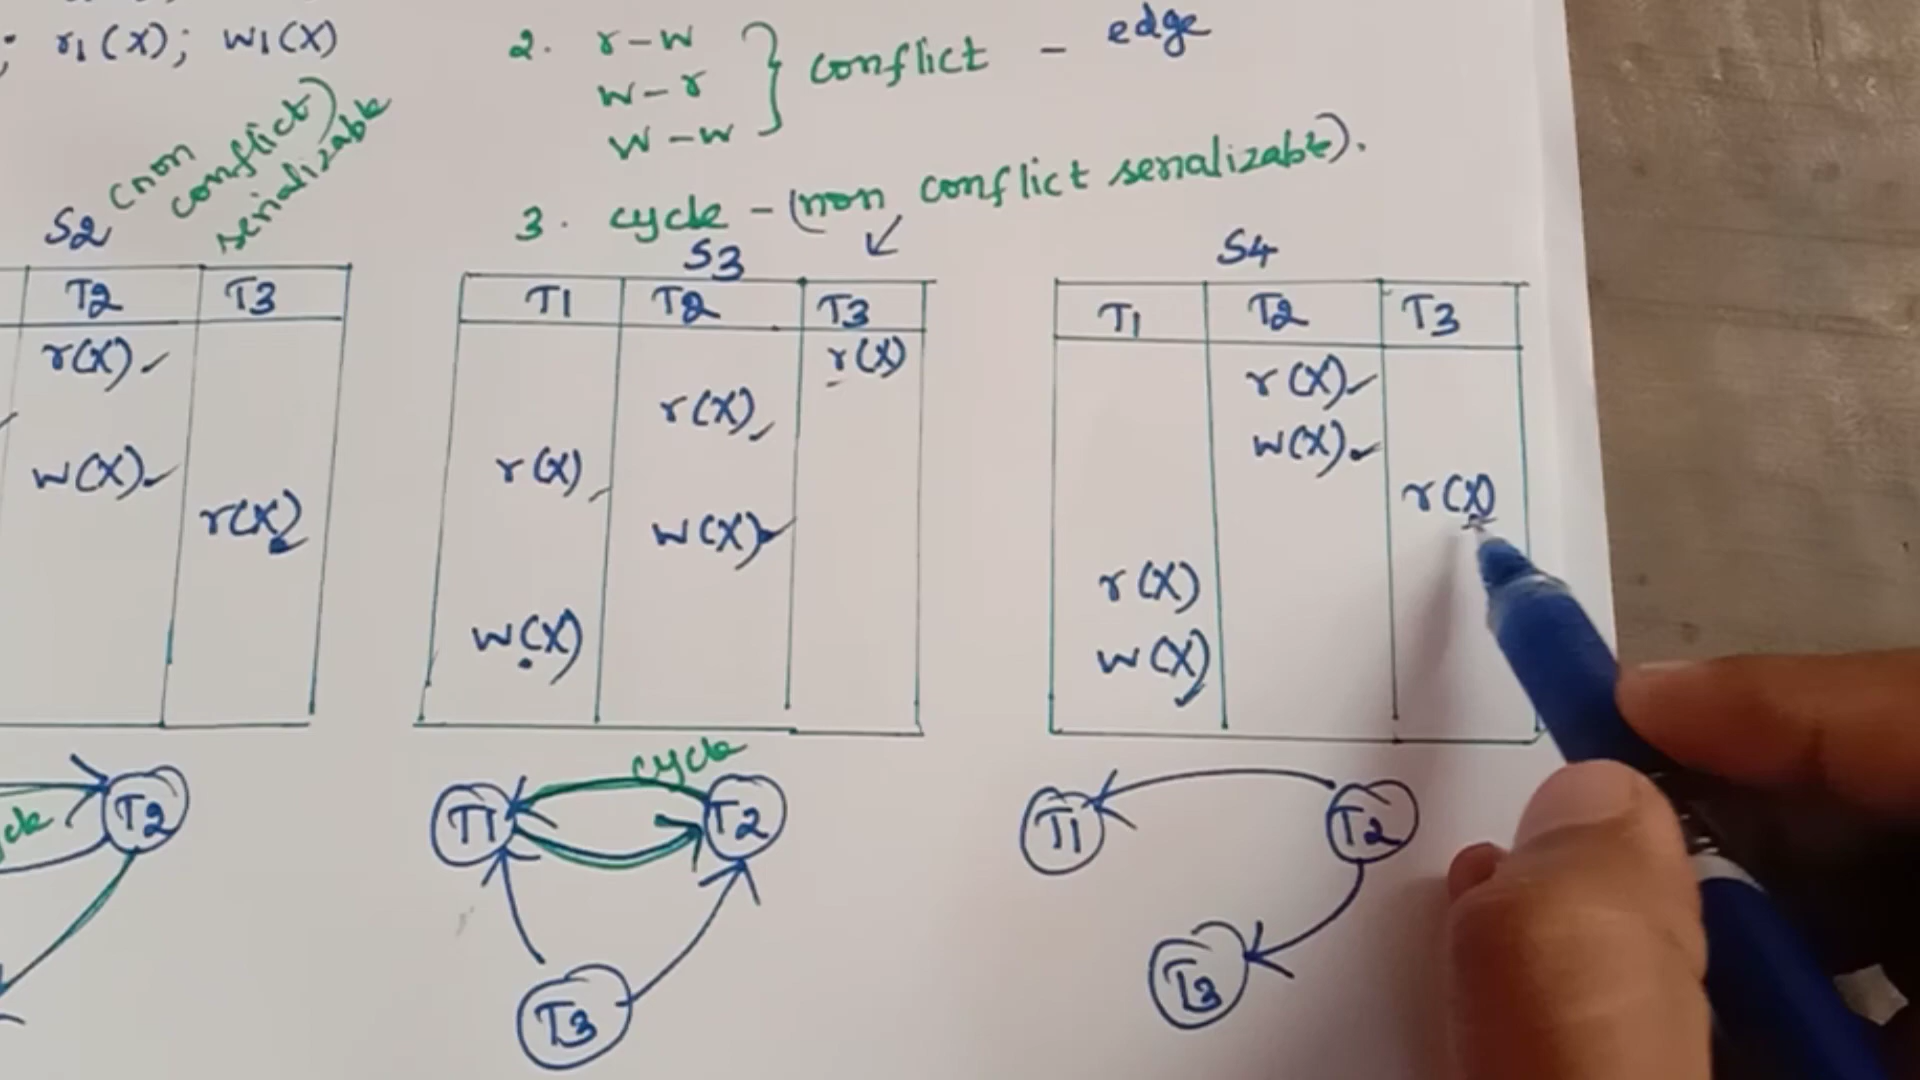 ; r1(X); w1(X)
2. r-w
w-r
w-w
conflict - edge
3. cycle - (non conflict serializable).
(non
conflict)
serializable
S2
T2 T3
r(X)
w(X)
r(X)
T2
S3
T1 T2 T3
r(X)
r(X)
r(X)
w(X)
w(X)
cycle
T1 T2
T3
S4
T1 T2 T3
r(X)
w(X)
r(X)
r(X)
w(X)
T1 T2
T3